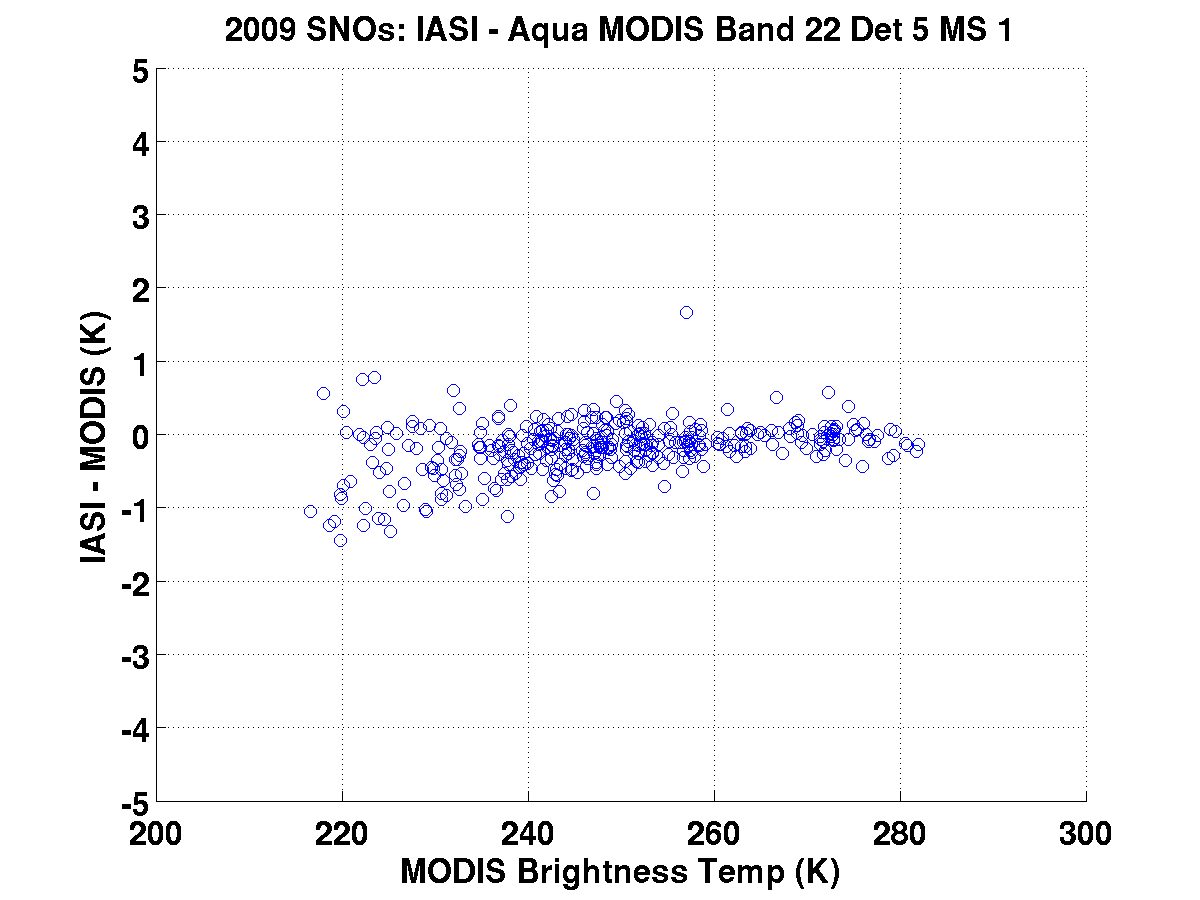 2009 SNOs: IASI - Aqua MODIS Band 22 Det 5 MS 1
5
4
3
2
1
0
-1
-2
-3
-4
-5
IASI - MODIS (K)
200 220 240 260 280 300
MODIS Brightness Temp (K)